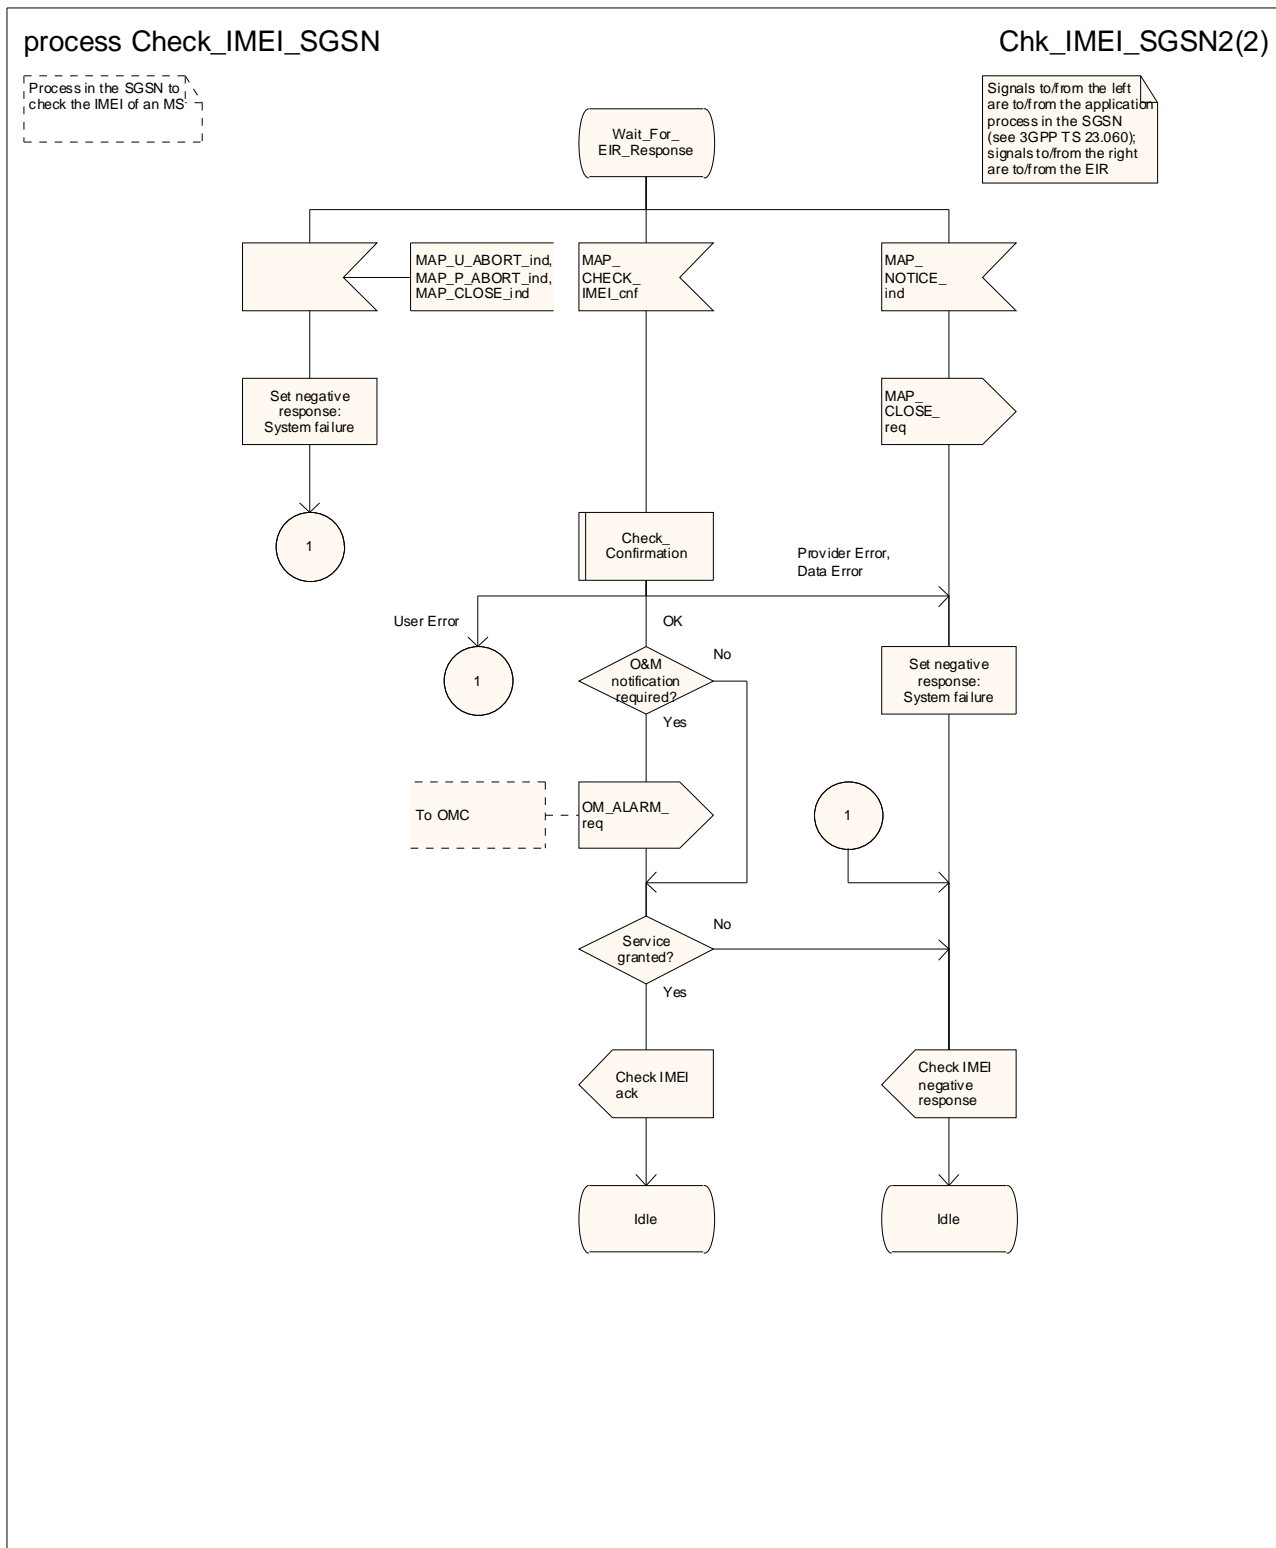 process Check_IMEI_SGSN
Chk_IMEI_SGSN2(2)
Process in the SGSN to
check the IMEI of an MS
Signals to/from the left
are to/from the application
process in the SGSN
(see 3GPP TS 23.060);
signals to/from the right
are to/from the EIR
Wait_For_
EIR_Response
MAP_U_ABORT_ind,
MAP_P_ABORT_ind,
MAP_CLOSE_ind
MAP_
CHECK_
IMEI_cnf
MAP_
NOTICE_
ind
Set negative
response:
System failure
MAP_
CLOSE_
req
1
Check_
Confirmation
Provider Error,
Data Error
User Error
OK
1
O&M
notification
required?
No
Yes
Set negative
response:
System failure
To OMC
OM_ALARM_
req
1
Service
granted?
No
Yes
Check IMEI
ack
Check IMEI
negative
response
Idle
Idle